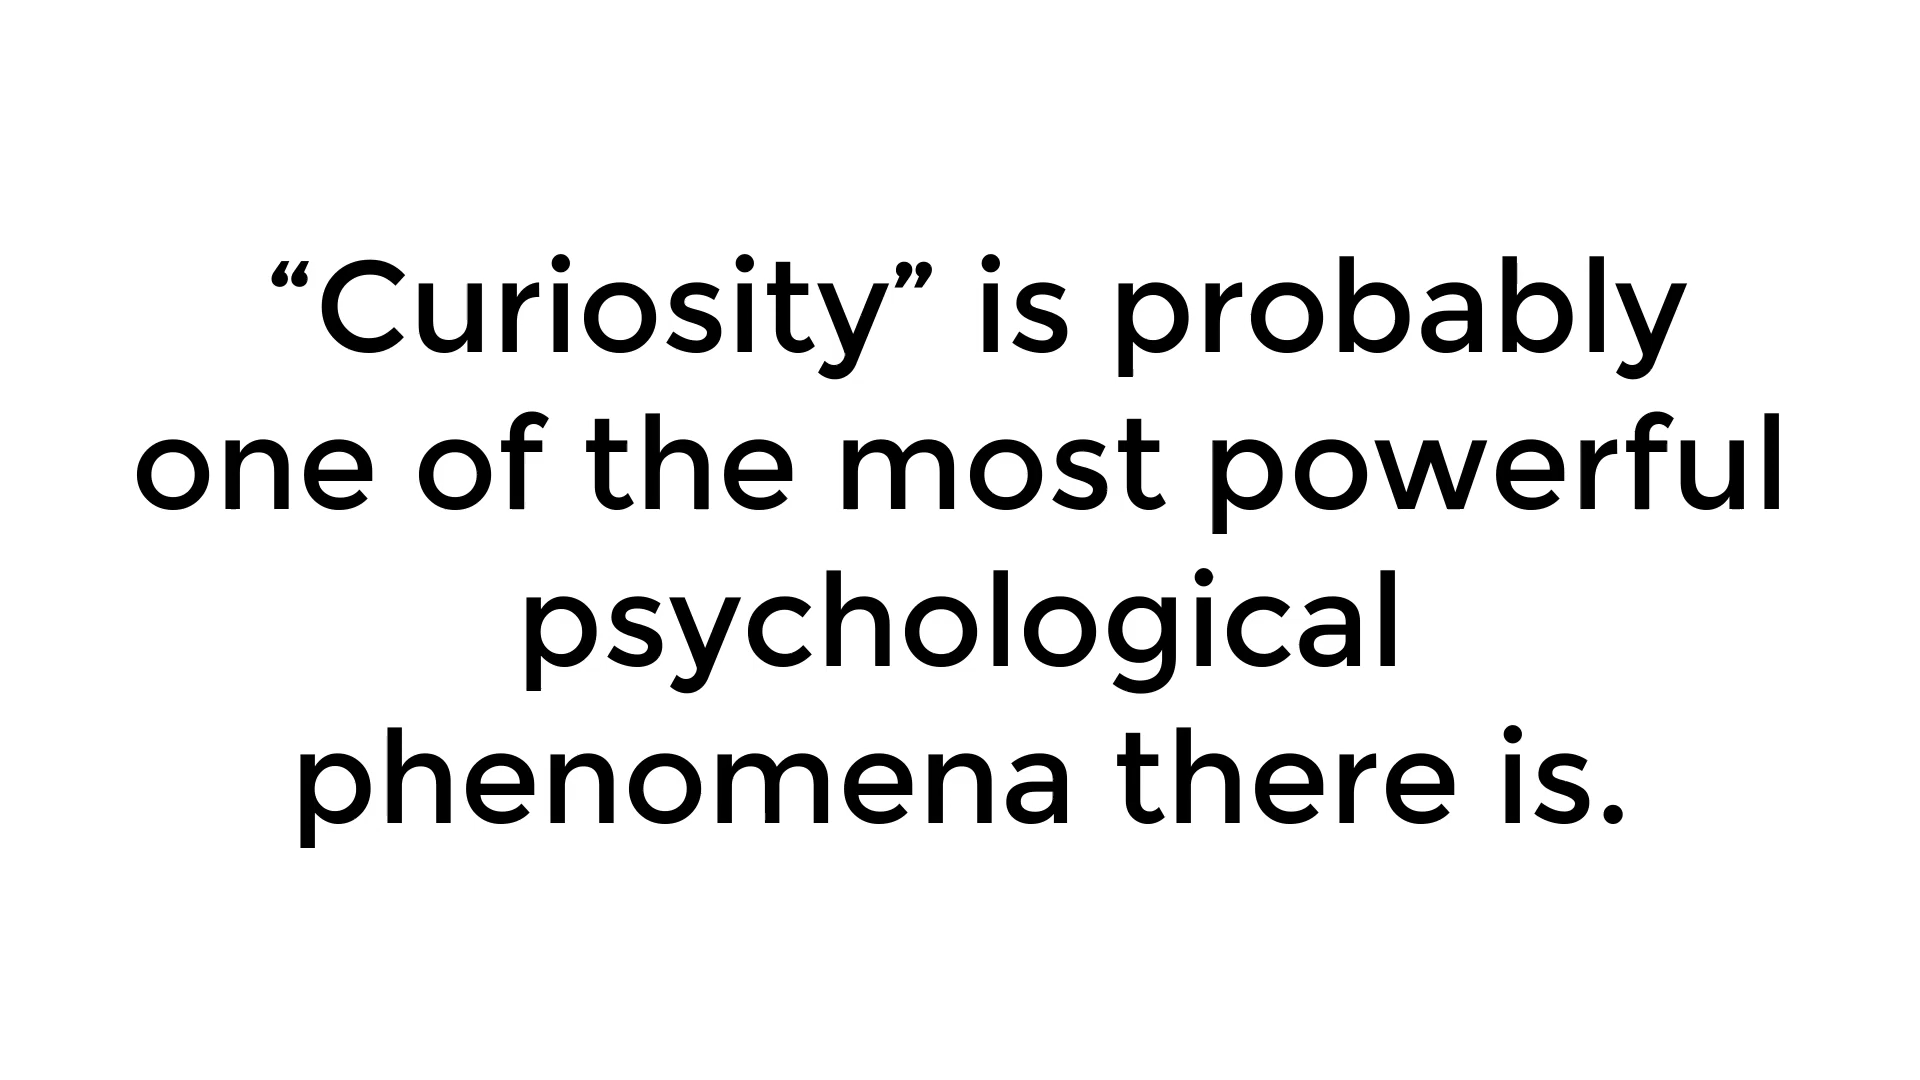 “Curiosity” is probably
one of the most powerful
psychological
phenomena there is.